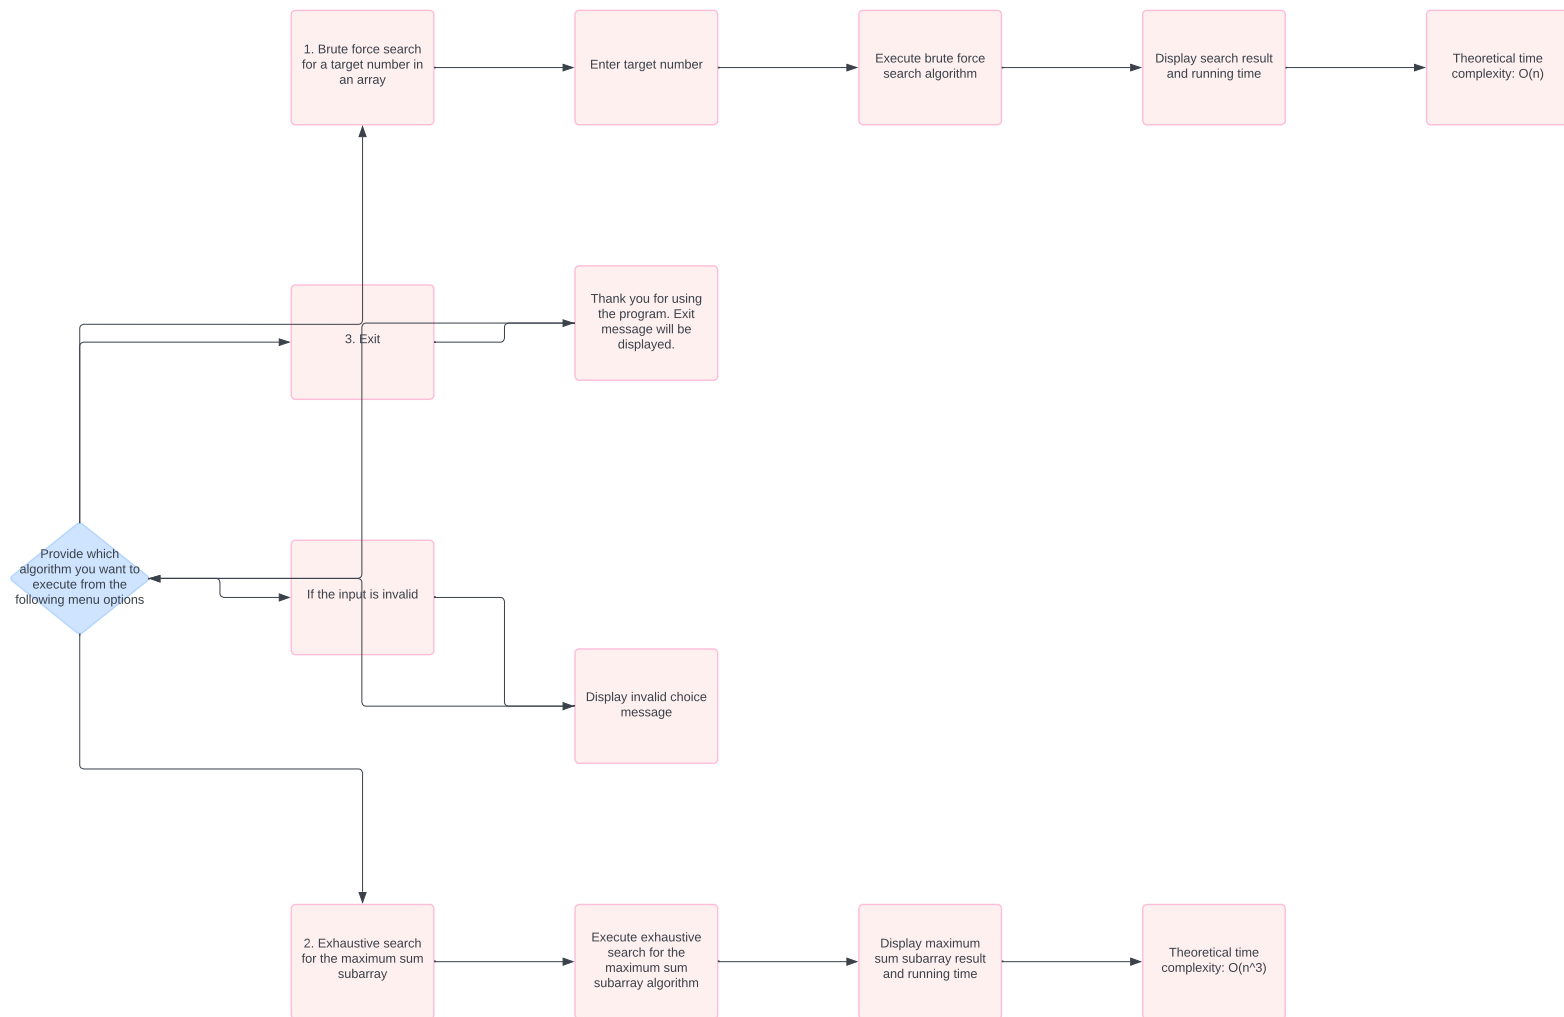 1. Brute force search
for a target number in
an array
Enter target number
Execute brute force
search algorithm
Display search result
and running time
Theoretical time
complexity: O(n)
3. Exit
Thank you for using
the program. Exit
message will be
displayed.
Provide which
algorithm you want to
execute from the
following menu options
If the input is invalid
Display invalid choice
message
2. Exhaustive search
for the maximum sum
subarray
Execute exhaustive
search for the
maximum sum
subarray algorithm
Display maximum
sum subarray result
and running time
Theoretical time
complexity: O(n^3)